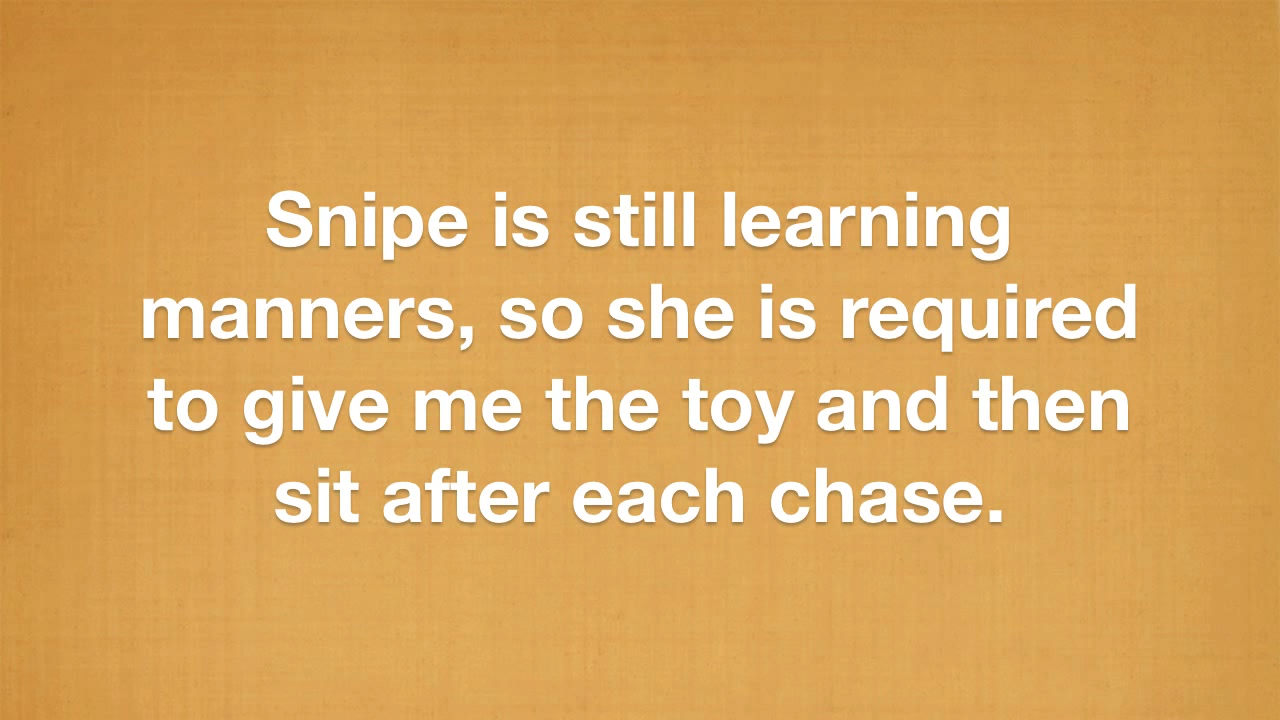 Snipe is still learning
manners, so she is required
to give me the toy and then
sit after each chase.